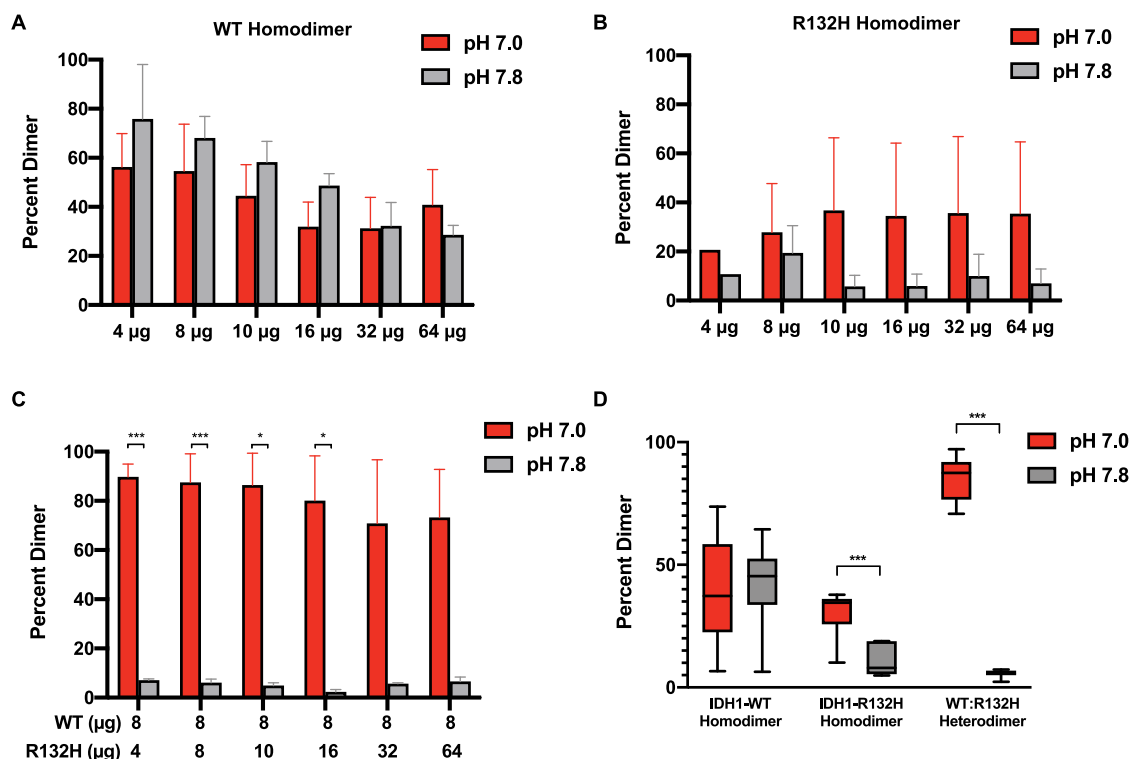 A
WT Homodimer
pH 7.0
pH 7.8
Percent Dimer
100
80
60
40
20
0
4 µg 8 µg 10 µg 16 µg 32 µg 64 µg
B
R132H Homodimer
pH 7.0
pH 7.8
Percent Dimer
100
80
60
40
20
0
4 µg 8 µg 10 µg 16 µg 32 µg 64 µg
C
pH 7.0
pH 7.8
*** *** * *
Percent Dimer
100
80
60
40
20
0
WT (µg) 8 8 8 8 8 8
R132H (µg) 4 8 10 16 32 64
D
pH 7.0
pH 7.8
***
***
Percent Dimer
100
50
0
IDH1-WT Homodimer
IDH1-R132H Homodimer
WT:R132H Heterodimer